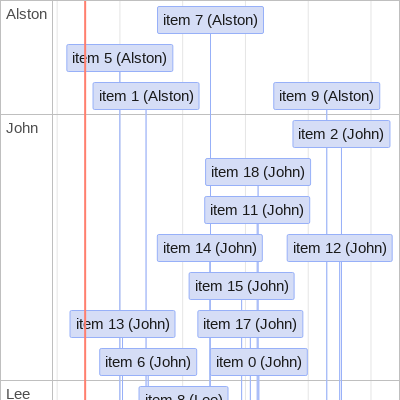 Alston
item 7 (Alston)
item 5 (Alston)
item 1 (Alston)
item 9 (Alston)
John
item 2 (John)
item 18 (John)
item 11 (John)
item 14 (John)
item 12 (John)
item 15 (John)
item 13 (John)
item 17 (John)
item 6 (John)
item 0 (John)
Lee
item 8 (Lee)